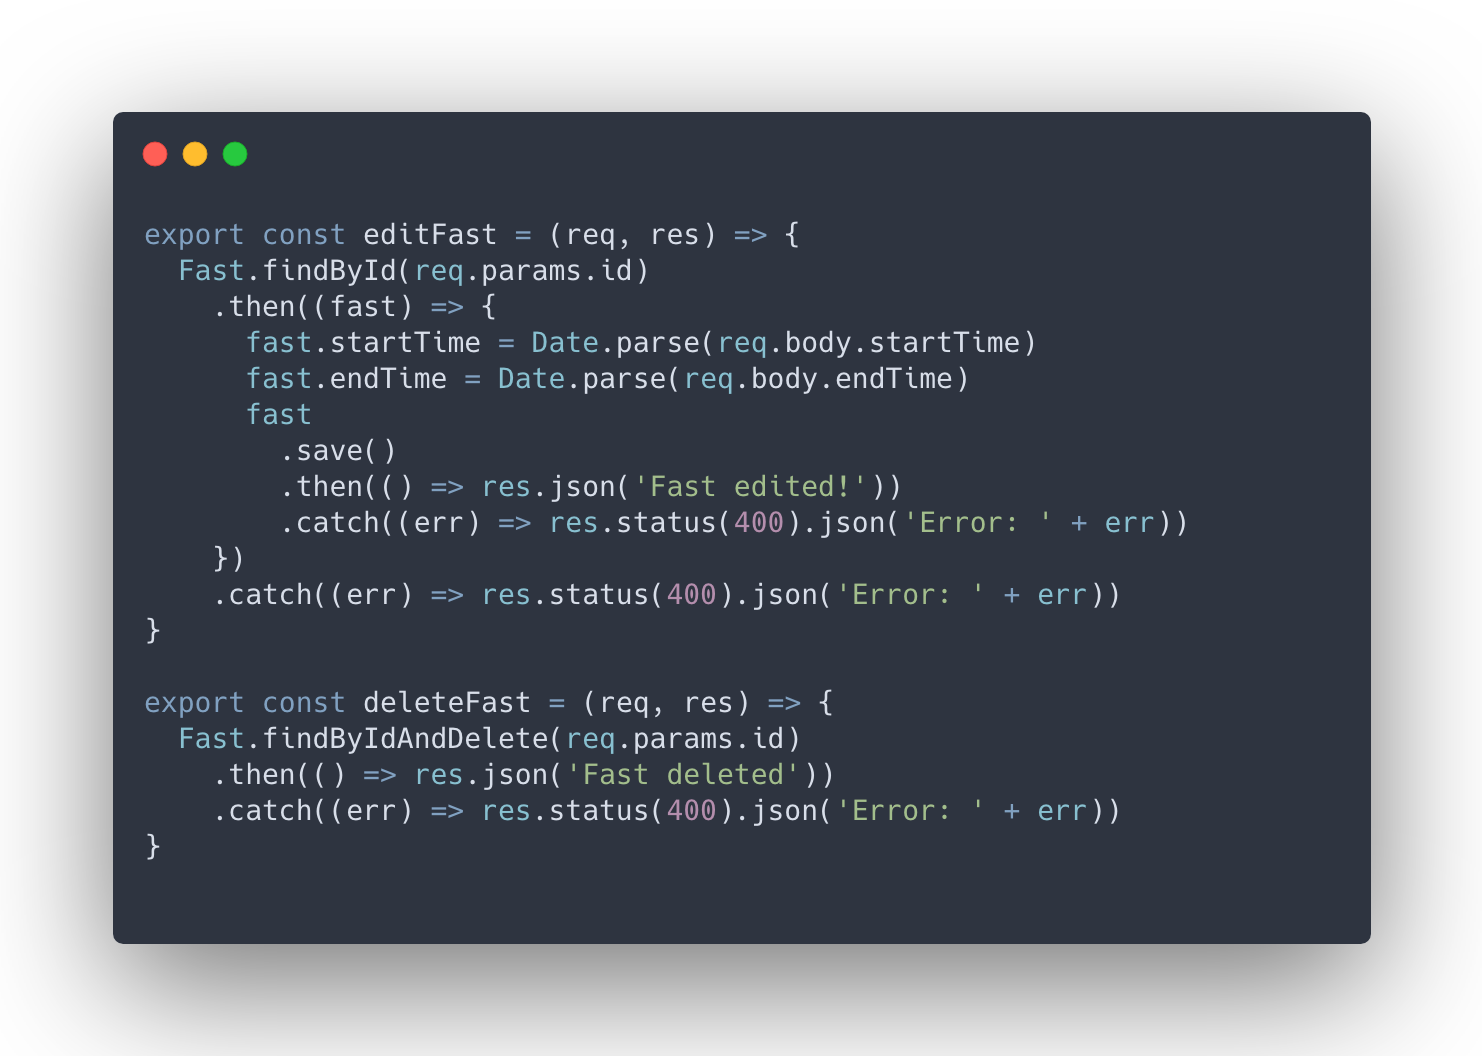 export const editFast = (req, res) => {
  Fast.findById(req.params.id)
    .then((fast) => {
      fast.startTime = Date.parse(req.body.startTime)
      fast.endTime = Date.parse(req.body.endTime)
      fast
        .save()
        .then(() => res.json('Fast edited!'))
        .catch((err) => res.status(400).json('Error: ' + err))
    })
    .catch((err) => res.status(400).json('Error: ' + err))
}

export const deleteFast = (req, res) => {
  Fast.findByIdAndDelete(req.params.id)
    .then(() => res.json('Fast deleted'))
    .catch((err) => res.status(400).json('Error: ' + err))
}